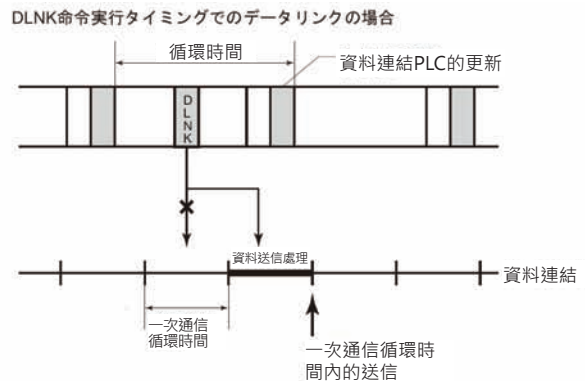 DLNK命令実行タイミングでのデータリンクの場合
循環時間
資料連結PLC的更新
DLNK
資料送信處理
資料連結
一次通信
循環時間
一次通信循環時
間內的送信